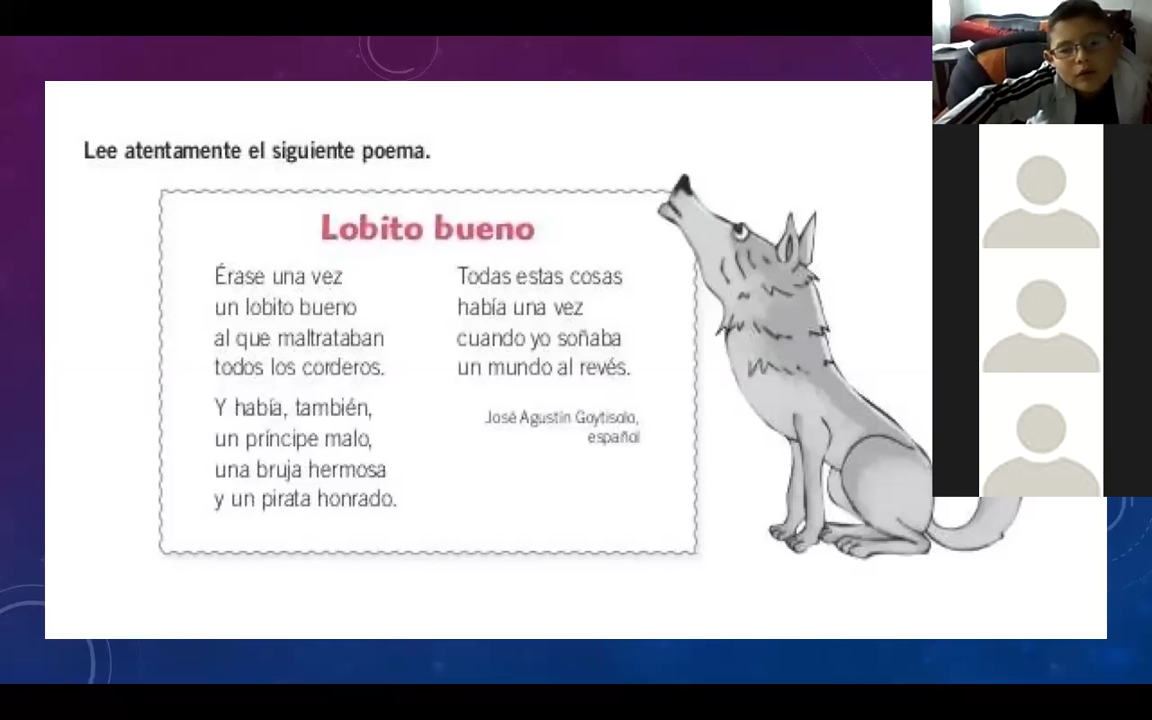 Lee atentamente el siguiente poema.
Lobito bueno
Érase una vez
un lobito bueno
al que maltrataban
todos los corderos.
Y había, también,
un príncipe malo,
una bruja hermosa
y un pirata honrado.
Todas estas cosas
había una vez
cuando yo soñaba
un mundo al revés.
José Agustín Goytisolo,
español